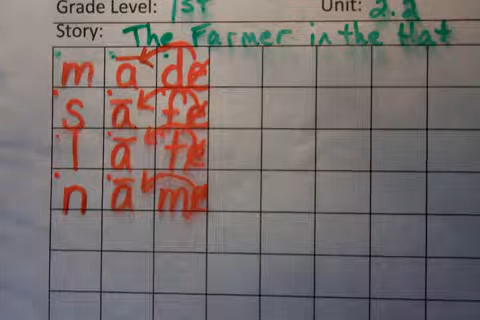 Grade Level: 1st Unit: 2.2
Story: The Farmer in the Hat
m ā de
s ā fe
l ā te
n ā me